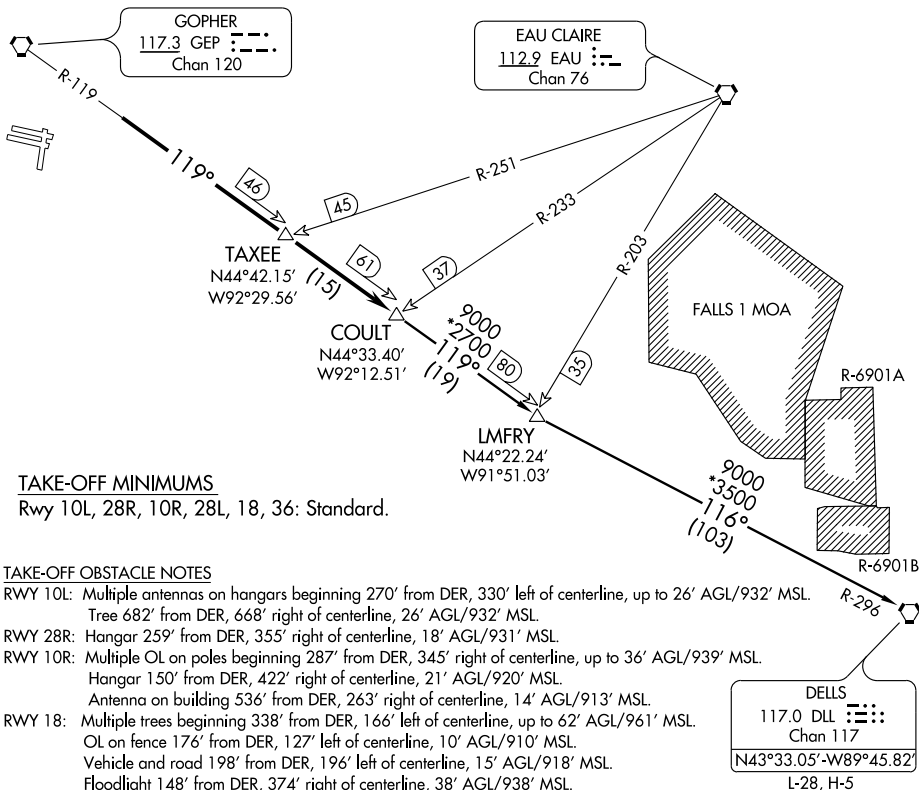 GOPHER
117.3 GEP
Chan 120
EAU CLAIRE
112.9 EAU
Chan 76
R-119
119°
46
45
R-251
R-233
R-203
TAXEE
N44°42.15'
W92°29.56'
(15)
61
37
COULT
N44°33.40'
W92°12.51'
9000
*2700
119°
(19)
80
35
LMFRY
N44°22.24'
W91°51.03'
FALLS 1 MOA
R-6901A
R-6901B
9000
*3500
116°
(103)
R-296
TAKE-OFF MINIMUMS
Rwy 10L, 28R, 10R, 28L, 18, 36: Standard.
TAKE-OFF OBSTACLE NOTES
RWY 10L: Multiple antennas on hangars beginning 270' from DER, 330' left of centerline, up to 26' AGL/932' MSL.
Tree 682' from DER, 668' right of centerline, 26' AGL/932' MSL.
RWY 28R: Hangar 259' from DER, 355' right of centerline, 18' AGL/931' MSL.
RWY 10R: Multiple OL on poles beginning 287' from DER, 345' right of centerline, up to 36' AGL/939' MSL.
Hangar 150' from DER, 422' right of centerline, 21' AGL/920' MSL.
Antenna on building 536' from DER, 263' right of centerline, 14' AGL/913' MSL.
RWY 18: Multiple trees beginning 338' from DER, 166' left of centerline, up to 62' AGL/961' MSL.
OL on fence 176' from DER, 127' left of centerline, 10' AGL/910' MSL.
Vehicle and road 198' from DER, 196' left of centerline, 15' AGL/918' MSL.
Floodlight 148' from DER, 374' right of centerline, 38' AGL/938' MSL.
DELLS
117.0 DLL
Chan 117
N43°33.05'-W89°45.82'
L-28, H-5